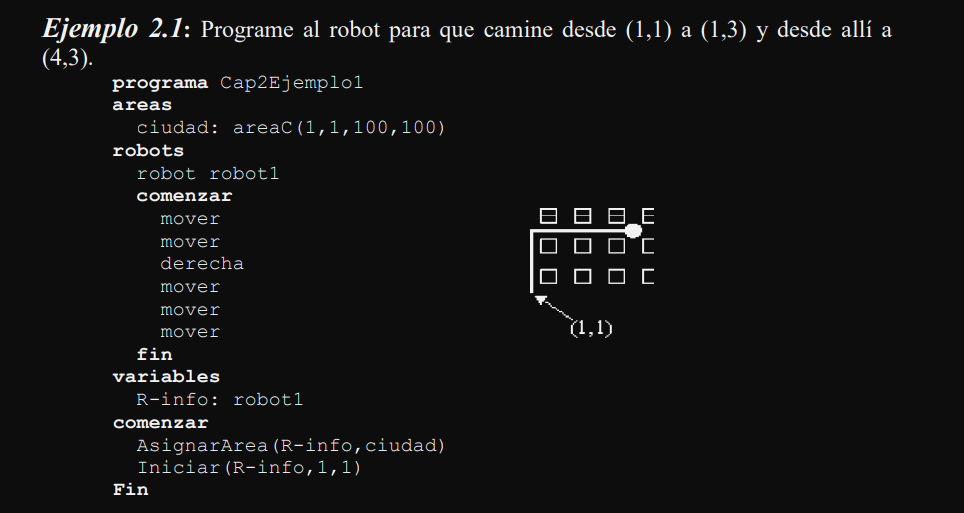 Ejemplo 2.1: Programe al robot para que camine desde (1,1) a (1,3) y desde allí a
(4,3).
programa Cap2Ejemplo1
areas
ciudad: areaC(1,1,100,100)
robots
robot robot1
comenzar
mover
mover
derecha
mover
mover
mover
fin
variables
R-info: robot1
comenzar
AsignarArea(R-info,ciudad)
Iniciar(R-info,1,1)
Fin
(1,1)